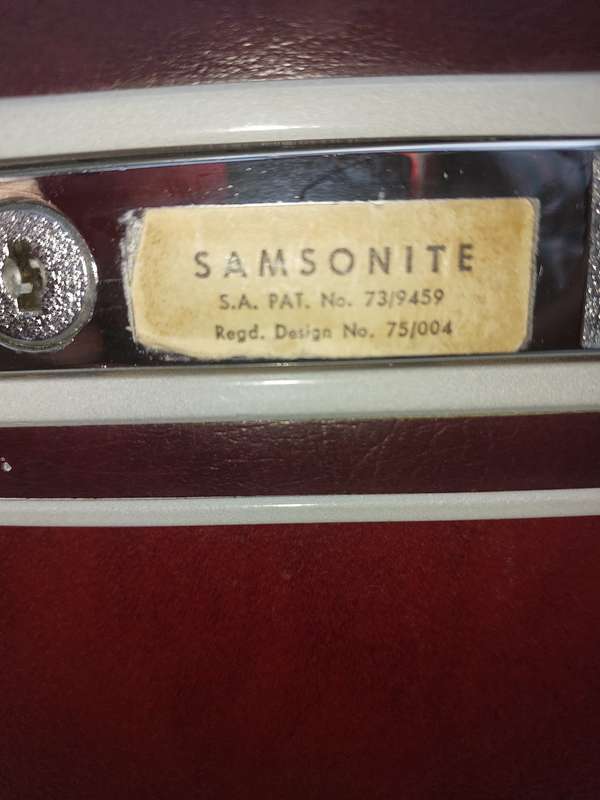 SAMSONITE
S.A. PAT. No. 73/9459
Regd. Design No. 75/004